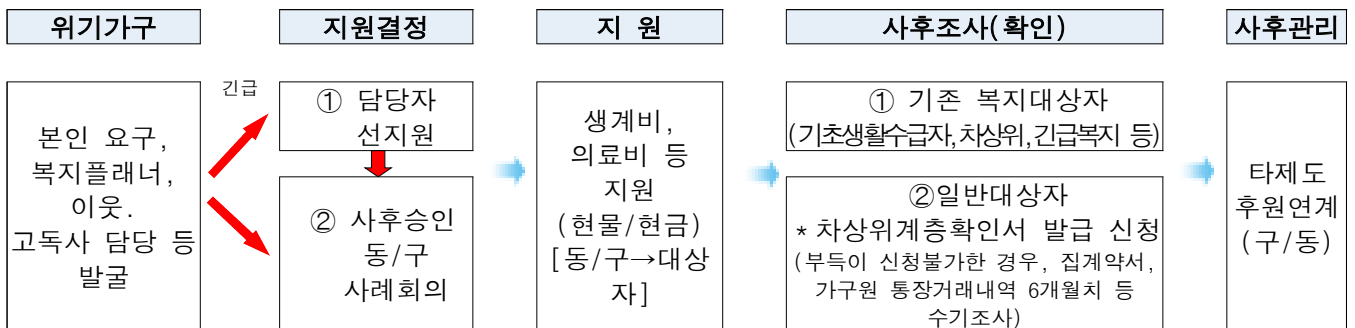 위기가구
지원결정
지 원
사후조사(확인)
사후관리
본인 요구,
복지플래너,
이웃.
고독사 담당 등
발굴
긴급
① 담당자
선지원
② 사후승인
동/구
사례회의
생계비,
의료비 등
지원
(현물/현금)
[동/구→대상
자]
① 기존 복지대상자
(기초생활수급자, 차상위, 긴급복지 등)
②일반대상자
* 차상위계층확인서 발급 신청
(부득이 신청불가한 경우, 집계약서,
가구원 통장거래내역 6개월치 등
수기조사)
타제도
후원연계
(구/동)